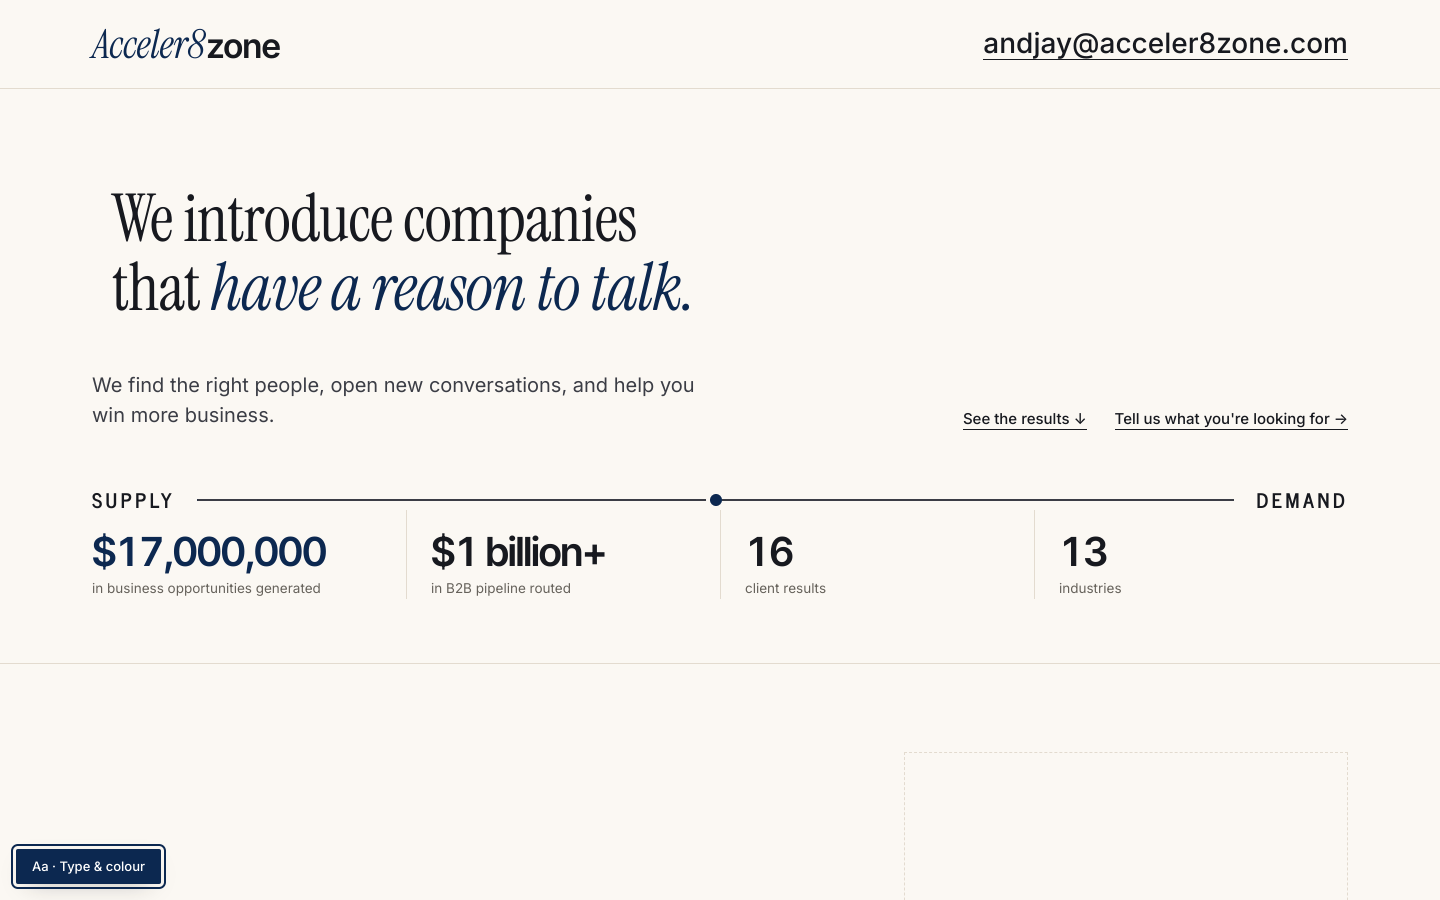 Acceler8zone
andjay@acceler8zone.com
We introduce companies
that have a reason to talk.
We find the right people, open new conversations, and help you
win more business.
See the results ↓
Tell us what you're looking for →
SUPPLY
DEMAND
$17,000,000
in business opportunities generated
$1 billion+
in B2B pipeline routed
16
client results
13
industries
Aa · Type & colour